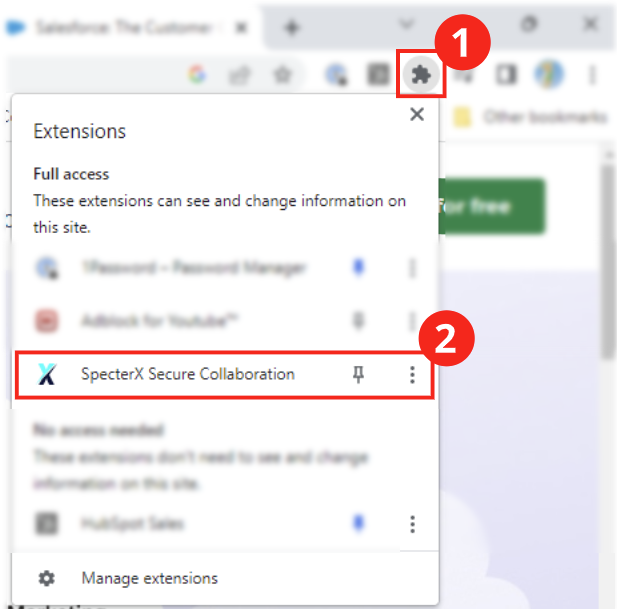 Salesforce: The Customer
1
Other bookmarks
Extensions
Full access
These extensions can see and change information on
this site.
for free
1Password – Password Manager
Adblock for Youtube™
2
SpecterX Secure Collaboration
No access needed
These extensions don't need to see and change
information on this site.
HubSpot Sales
Manage extensions
Marketing